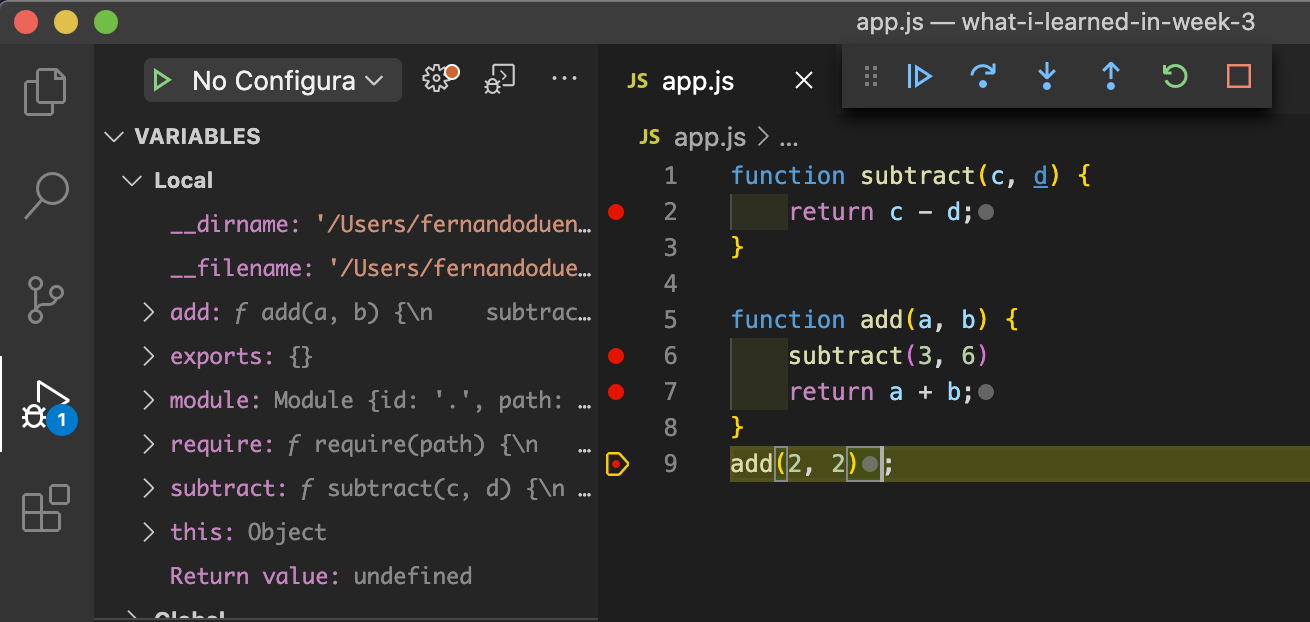 app.js — what-i-learned-in-week-3
No Configura
VARIABLES
Local
__dirname: '/Users/fernandoduen…
__filename: '/Users/fernandodue…
add: ƒ add(a, b) {\n    subtrac…
exports: {}
module: Module {id: '.', path: …
require: ƒ require(path) {\n   …
subtract: ƒ subtract(c, d) {\n …
this: Object
Return value: undefined
Global
1
JS app.js
JS app.js > ...
1 function subtract(c, d) {
2     return c - d;
3 }
4
5 function add(a, b) {
6     subtract(3, 6)
7     return a + b;
8 }
9 add(2, 2);